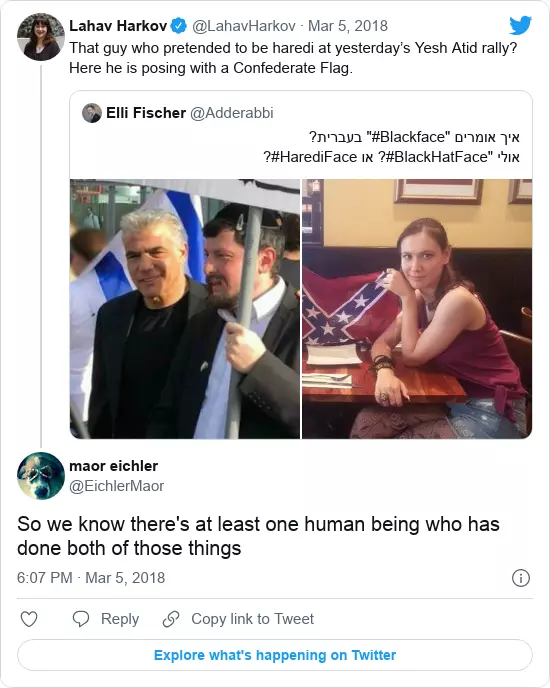 Lahav Harkov @LahavHarkov · Mar 5, 2018
That guy who pretended to be haredi at yesterday's Yesh Atid rally?
Here he is posing with a Confederate Flag.
Elli Fischer @Adderabbi
איך אומרים "Blackface#" בעברית?
אולי "BlackHatFace#? או HarediFace#?
maor eichler
@EichlerMaor
So we know there's at least one human being who has
done both of those things
6:07 PM · Mar 5, 2018
Reply Copy link to Tweet
Explore what's happening on Twitter